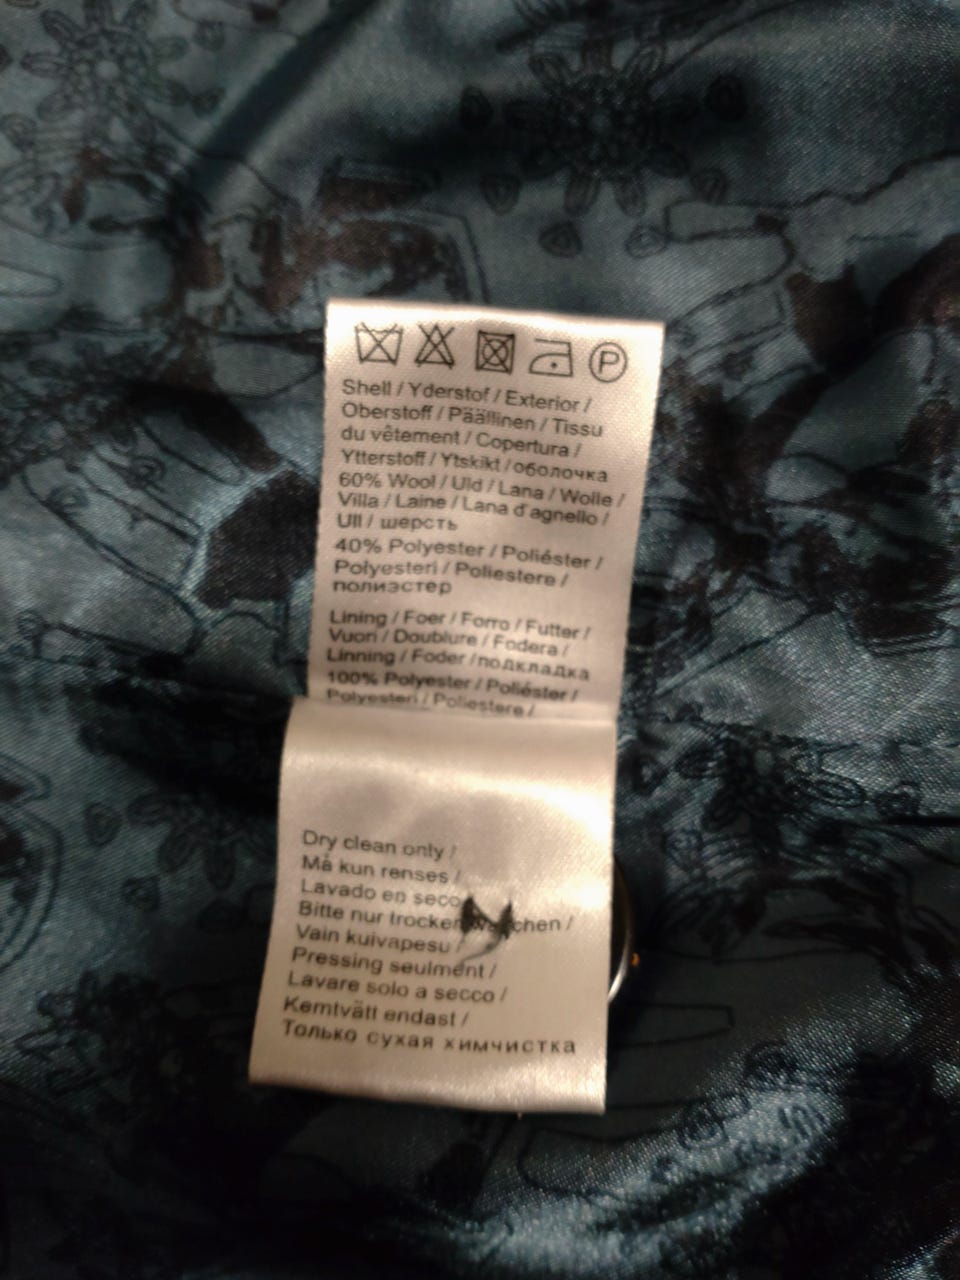 P
Shell / Yderstof / Exterior /
Oberstoff / Päällinen / Tissu
du vêtement / Copertura /
Ytterstoff / Ytskikt / оболочка
60% Wool / Uld / Lana / Wolle /
Villa / Laine / Lana d'agnello /
Ull / шерсть
40% Polyester / Poliéster /
Polyesteri / Poliestere /
полиэстер
Lining / Foer / Forro / Futter /
Vuori / Doublure / Fodera /
Linning / Foder /подкладка
100% Polyester / Poliéster /
Polyesteri / Poliestere /
Dry clean only /
Må kun renses /
Lavado en seco
Bitte nur trocken /
Vain kuivapesu /
Pressing seulment /
Lavare solo a secco /
Kemtvätt endast /
Только сухая химчистка